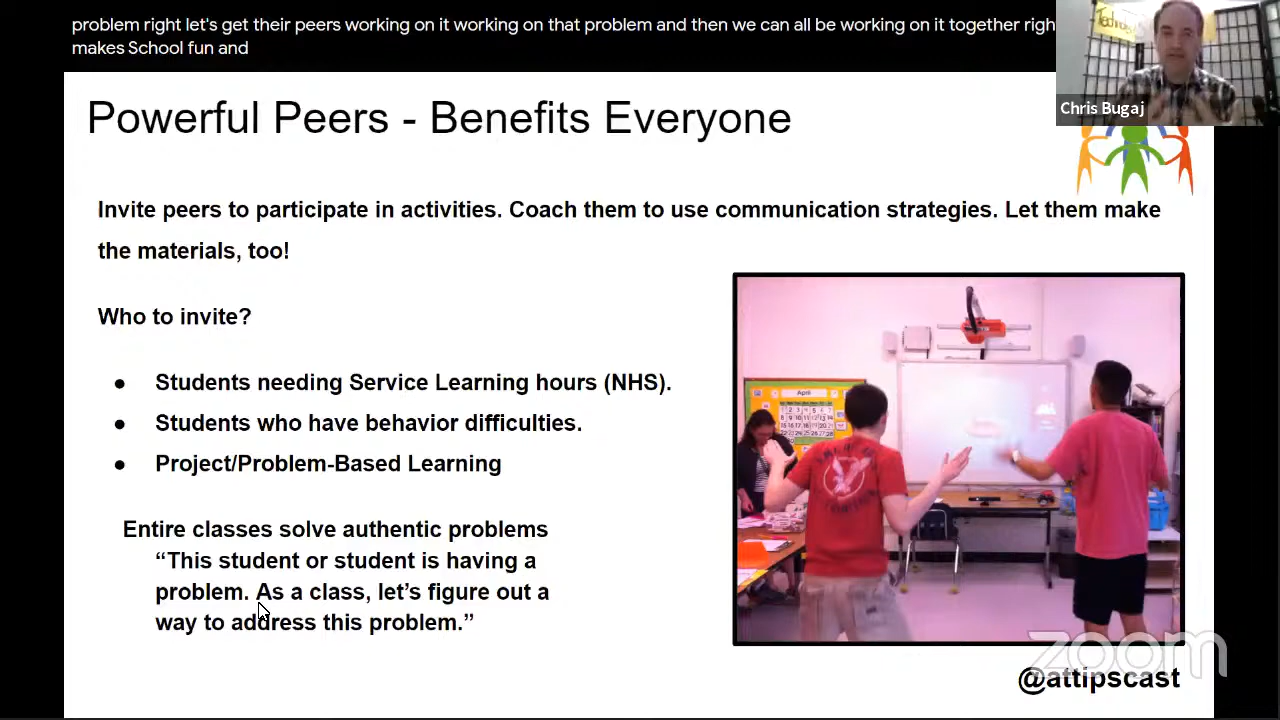 problem right let's get their peers working on it working on that problem and then we can all be working on it together right
makes School fun and
Chris Bugaj
Powerful Peers - Benefits Everyone
Invite peers to participate in activities. Coach them to use communication strategies. Let them make
the materials, too!
Who to invite?
● Students needing Service Learning hours (NHS).
● Students who have behavior difficulties.
● Project/Problem-Based Learning
Entire classes solve authentic problems
“This student or student is having a
problem. As a class, let’s figure out a
way to address this problem.”
April
zoom
@attipscast